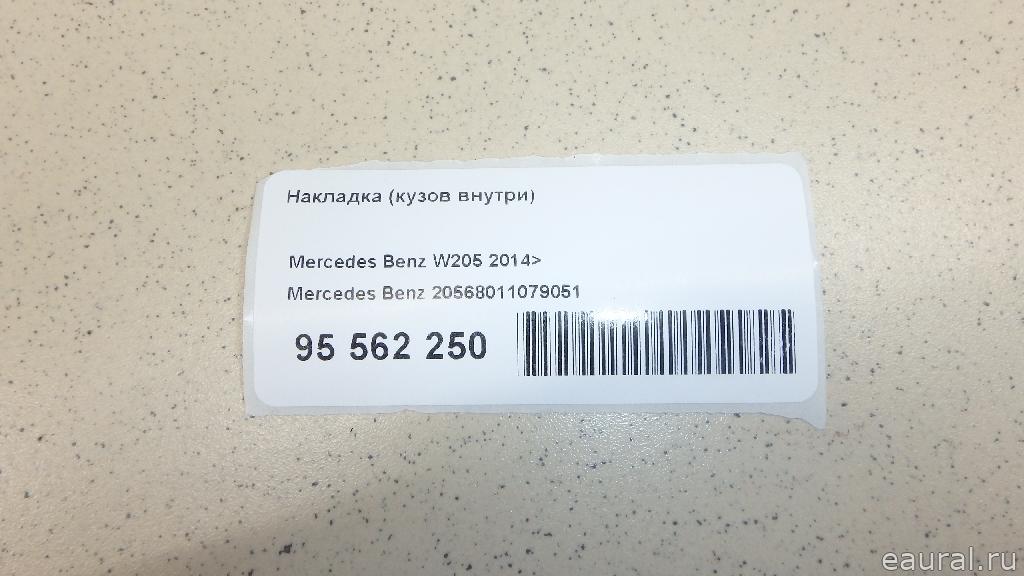 Накладка (кузов внутри)
Mercedes Benz W205 2014>
Mercedes Benz 20568011079051
95 562 250
eaural.ru